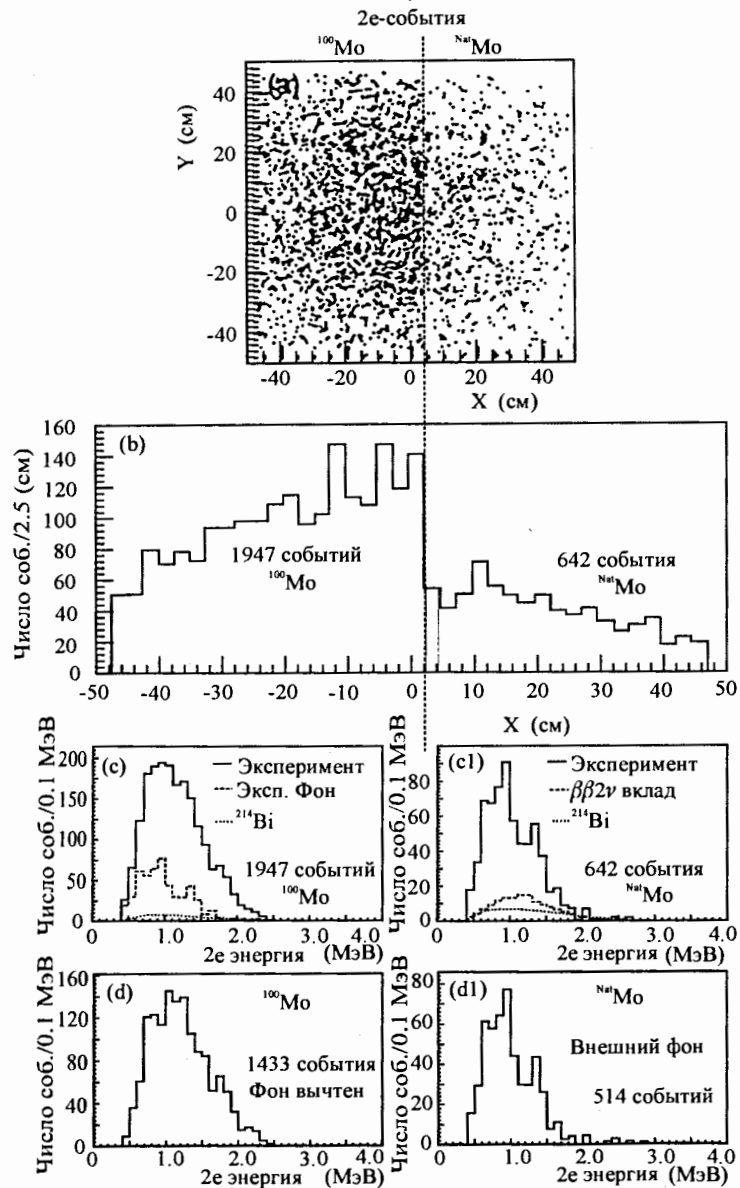 2e-события
¹⁰⁰Mo
ᴺᵃᵗMo
(a)
Y (см)
40
20
0
-20
-40
-40 -20 0 20 40
X (см)
(b)
Число соб./2.5 (см)
160
140
120
100
80
60
40
20
0
1947 событий
¹⁰⁰Mo
642 события
ᴺᵃᵗMo
-50 -40 -30 -20 -10 0 10 20 30 40 50
X (см)
(c)
Число соб./0.1 МэВ
200
150
100
50
0
Эксперимент
Эксп. Фон
²¹⁴Bi
1947 событий
¹⁰⁰Mo
0 1.0 2.0 3.0 4.0
2e энергия (МэВ)
(c1)
Число соб./0.1 МэВ
80
60
40
20
0
Эксперимент
ββ2ν вклад
²¹⁴Bi
642 события
ᴺᵃᵗMo
0 1.0 2.0 3.0 4.0
2e энергия (МэВ)
(d)
Число соб./0.1 МэВ
160
120
80
40
0
¹⁰⁰Mo
1433 события
Фон вычтен
0 1.0 2.0 3.0 4.0
2e энергия (МэВ)
(d1)
Число соб./0.1 МэВ
80
60
40
20
0
ᴺᵃᵗMo
Внешний фон
514 событий
0 1.0 2.0 3.0 4.0
2e энергия (МэВ)